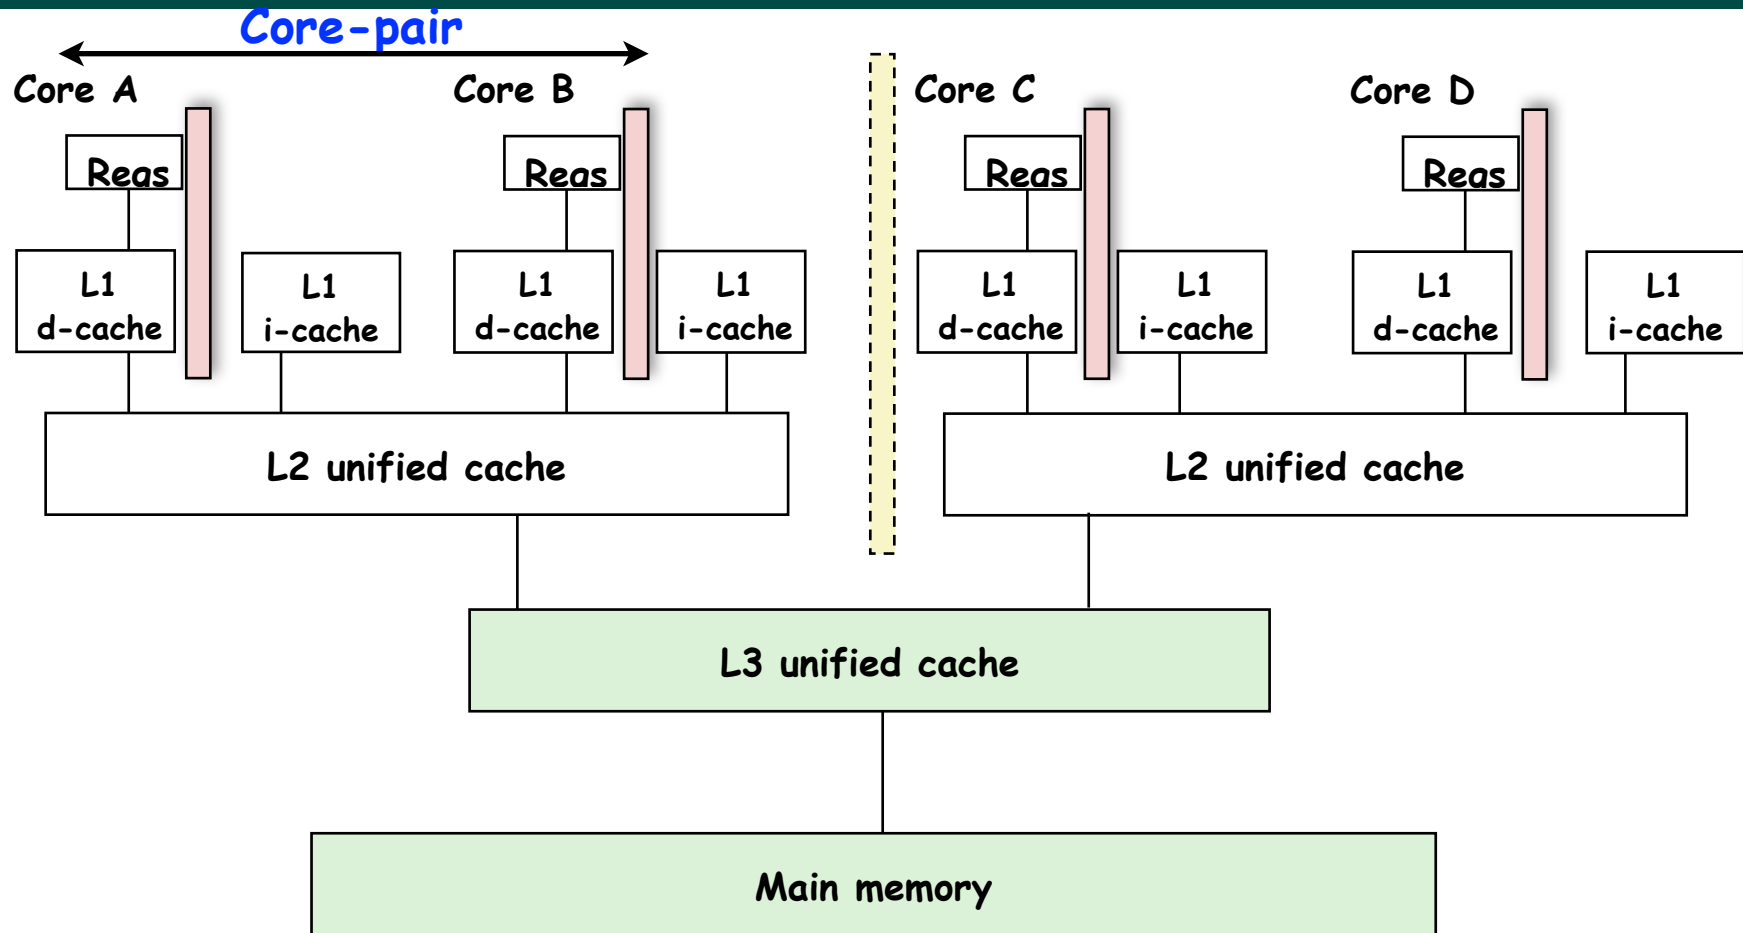 Core-pair
Core A
Core B
Core C
Core D
Regs
Regs
Regs
Regs
L1
d-cache
L1
i-cache
L1
d-cache
L1
i-cache
L1
d-cache
L1
i-cache
L1
d-cache
L1
i-cache
L2 unified cache
L2 unified cache
L3 unified cache
Main memory